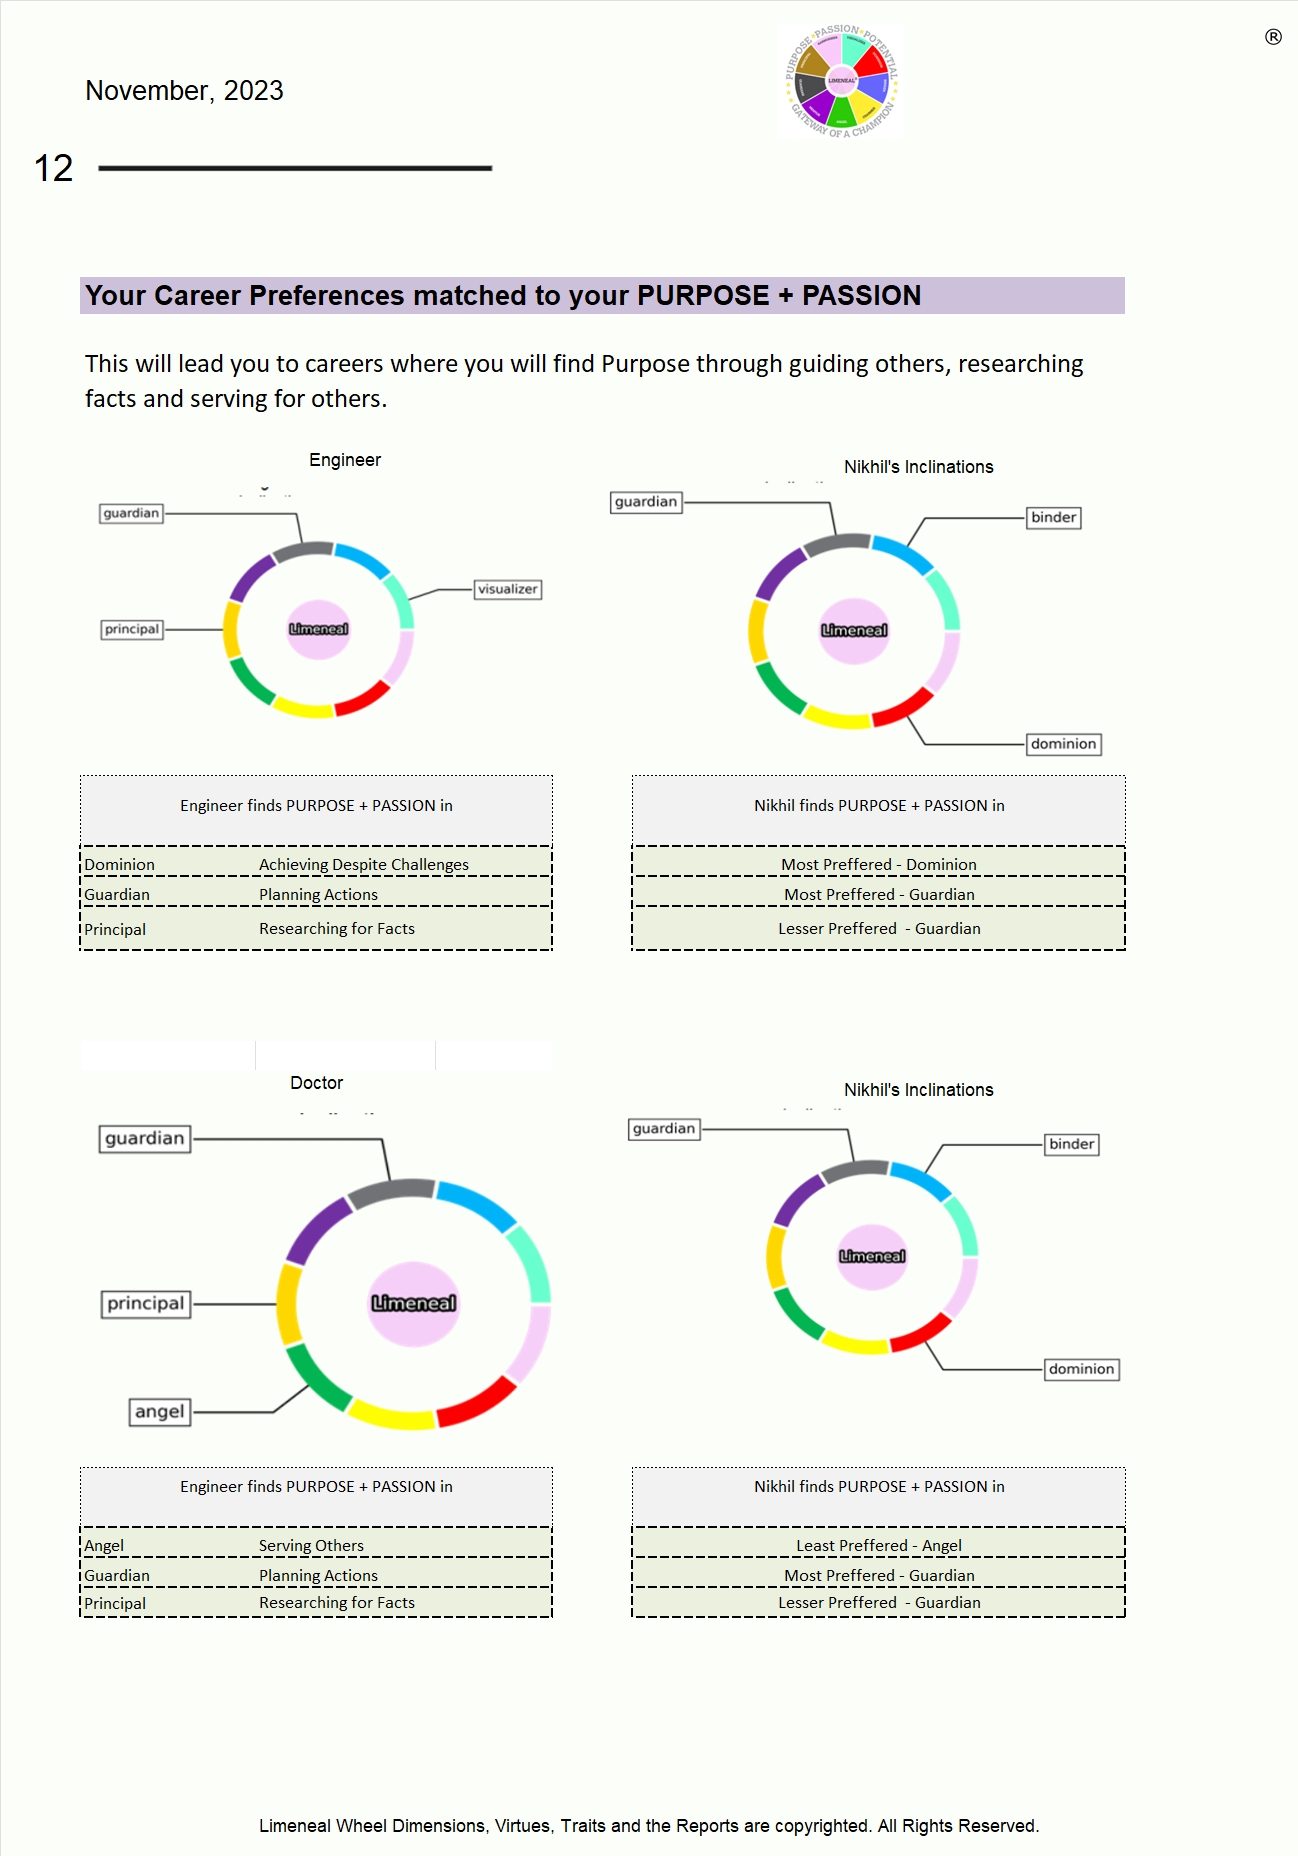 November, 2023
PURPOSE PASSION POTENTIAL
LIMENEAL
GATEWAY OF A CHAMPION
®
12
Your Career Preferences matched to your PURPOSE + PASSION
This will lead you to careers where you will find Purpose through guiding others, researching
facts and serving for others.
Engineer
guardian
visualizer
principal
Limeneal
Nikhil's Inclinations
guardian
binder
Limeneal
dominion
Engineer finds PURPOSE + PASSION in
Dominion Achieving Despite Challenges
Guardian Planning Actions
Principal Researching for Facts
Nikhil finds PURPOSE + PASSION in
Most Preffered - Dominion
Most Preffered - Guardian
Lesser Preffered - Guardian
Doctor
guardian
principal
Limeneal
angel
Nikhil's Inclinations
guardian
binder
Limeneal
dominion
Engineer finds PURPOSE + PASSION in
Angel Serving Others
Guardian Planning Actions
Principal Researching for Facts
Nikhil finds PURPOSE + PASSION in
Least Preffered - Angel
Most Preffered - Guardian
Lesser Preffered - Guardian
Limeneal Wheel Dimensions, Virtues, Traits and the Reports are copyrighted. All Rights Reserved.